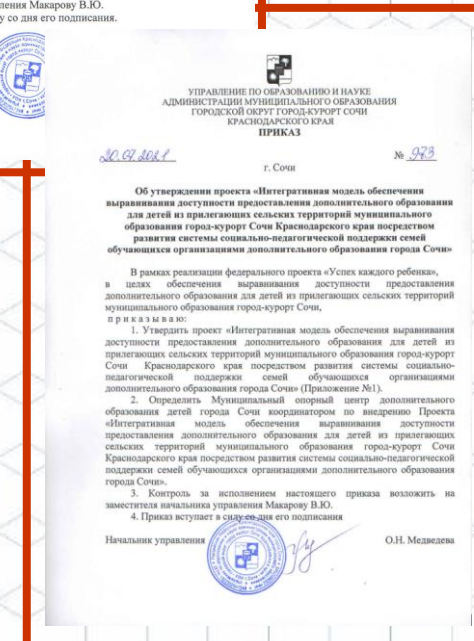 ления Макарову В.Ю.
у со дня его подписания.
УПРАВЛЕНИЕ ПО ОБРАЗОВАНИЮ И НАУКЕ
АДМИНИСТРАЦИИ МУНИЦИПАЛЬНОГО ОБРАЗОВАНИЯ
ГОРОДСКОЙ ОКРУГ ГОРОД-КУРОРТ СОЧИ
КРАСНОДАРСКОГО КРАЯ
ПРИКАЗ
20.07.2021 № 973
г. Сочи
Об утверждении проекта «Интегративная модель обеспечения
выравнивания доступности предоставления дополнительного образования
для детей из прилегающих сельских территорий муниципального
образования город-курорт Сочи Краснодарского края посредством
развития системы социально-педагогической поддержки семей
обучающихся организациями дополнительного образования города Сочи»
В рамках реализации федерального проекта «Успех каждого ребенка»,
в целях обеспечения выравнивания доступности предоставления
дополнительного образования для детей из прилегающих сельских территорий
муниципального образования город-курорт Сочи,
п р и к а з ы в а ю:
1. Утвердить проект «Интегративная модель обеспечения выравнивания
доступности предоставления дополнительного образования для детей из
прилегающих сельских территорий муниципального образования город-курорт
Сочи Краснодарского края посредством развития системы социально-
педагогической поддержки семей обучающихся организациями
дополнительного образования города Сочи» (Приложение №1).
2. Определить Муниципальный опорный центр дополнительного
образования детей города Сочи координатором по внедрению Проекта
«Интегративная модель обеспечения выравнивания доступности
предоставления дополнительного образования для детей из прилегающих
сельских территорий муниципального образования город-курорт Сочи
Краснодарского края посредством развития системы социально-педагогической
поддержки семей обучающихся организациями дополнительного образования
города Сочи».
3. Контроль за исполнением настоящего приказа возложить на
заместителя начальника управления Макарову В.Ю.
4. Приказ вступает в силу со дня его подписания
Начальник управления О.Н. Медведева